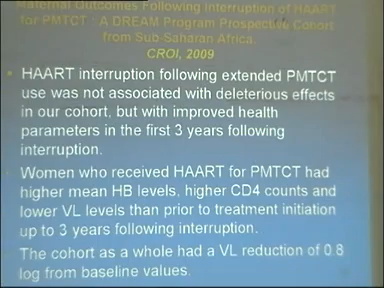 Maternal Outcomes Following Interruption of HAART
for PMTCT: A DREAM Program Prospective Cohort
from Sub-Saharan Africa.
CROI, 2009
HAART interruption following extended PMTCT
use was not associated with deleterious effects
in our cohort, but with improved health
parameters in the first 3 years following
interruption.
Women who received HAART for PMTCT had
higher mean HB levels, higher CD4 counts and
lower VL levels than prior to treatment initiation
up to 3 years following interruption.
The cohort as a whole had a VL reduction of 0.8
log from baseline values.